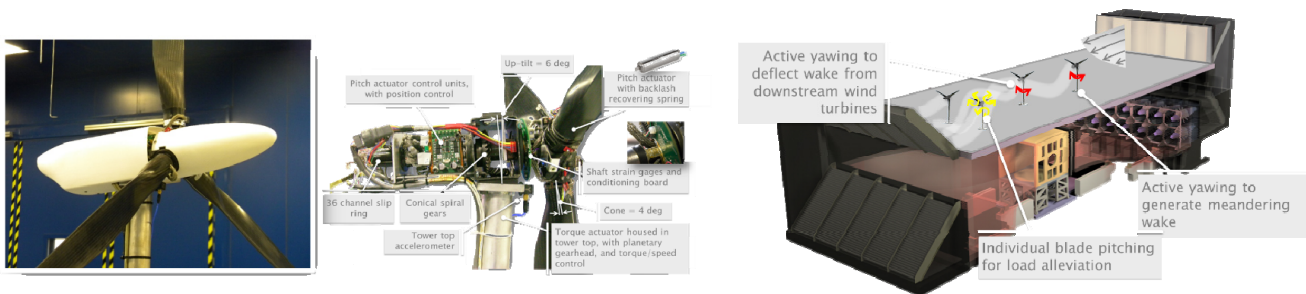 Up-tilt = 6 deg
Pitch actuator control units,
with position control
Pitch actuator
with backlash
recovering spring
36 channel slip
ring
Conical spiral
gears
Shaft strain gages and
conditioning board
Cone = 4 deg
Tower top
accelerometer
Torque actuator housed in
tower top, with planetary
gearhead, and torque/speed
control
Active yawing to
deflect wake from
downstream wind
turbines
Active yawing to
generate meandering
wake
Individual blade pitching
for load alleviation